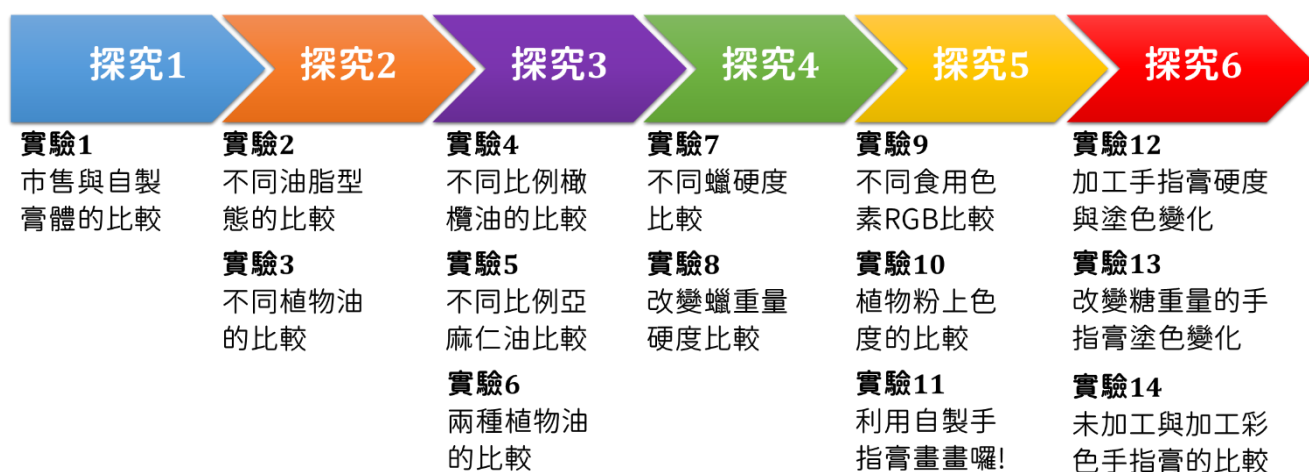 探究1
探究2
探究3
探究4
探究5
探究6
實驗1
市售與自製
膏體的比較
實驗2
不同油脂型
態的比較
實驗3
不同植物油
的比較
實驗4
不同比例橄
欖油的比較
實驗5
不同比例亞
麻仁油比較
實驗6
兩種植物油
的比較
實驗7
不同蠟硬度
比較
實驗8
改變蠟重量
硬度比較
實驗9
不同食用色
素RGB比較
實驗10
植物粉上色
度的比較
實驗11
利用自製手
指膏畫畫囉!
實驗12
加工手指膏硬度
與塗色變化
實驗13
改變糖重量的手
指膏塗色變化
實驗14
未加工與加工彩
色手指膏的比較